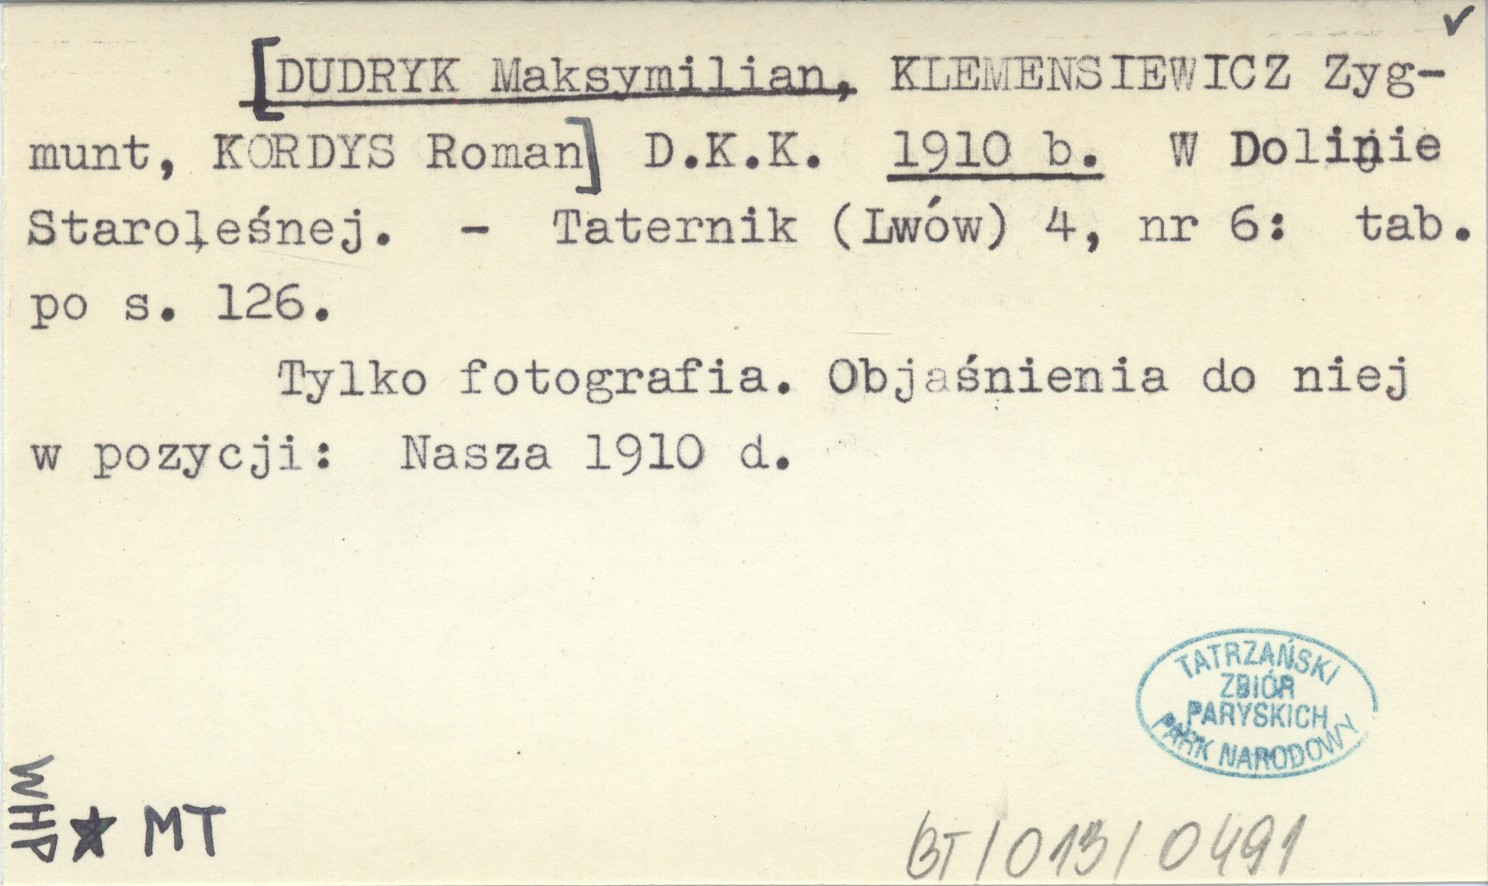 ✓
[DUDRYK Maksymilian, KLEMENSIEWICZ Zyg-
munt, KORDYS Roman] D.K.K. 1910 b. W Dolinie
Staroleśnej. - Taternik (Lwów) 4, nr 6: tab.
po s. 126.
Tylko fotografia. Objaśnienia do niej
w pozycji: Nasza 1910 d.
TATRZAŃSKI
ZBIÓR
PARYSKICH
PARK NARODOWY
WHP
★ MT
BT/013/0491